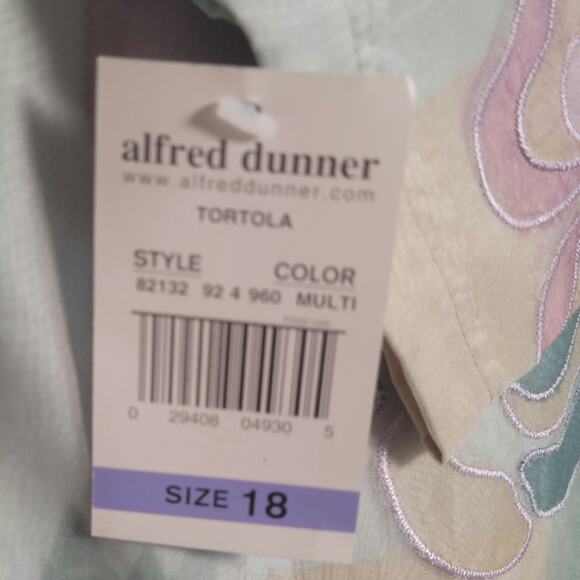 alfred dunner
www.alfreddunner.com
TORTOLA
STYLE COLOR
82132 92 4 960 MULTI
0 29408 04930 5
SIZE 18